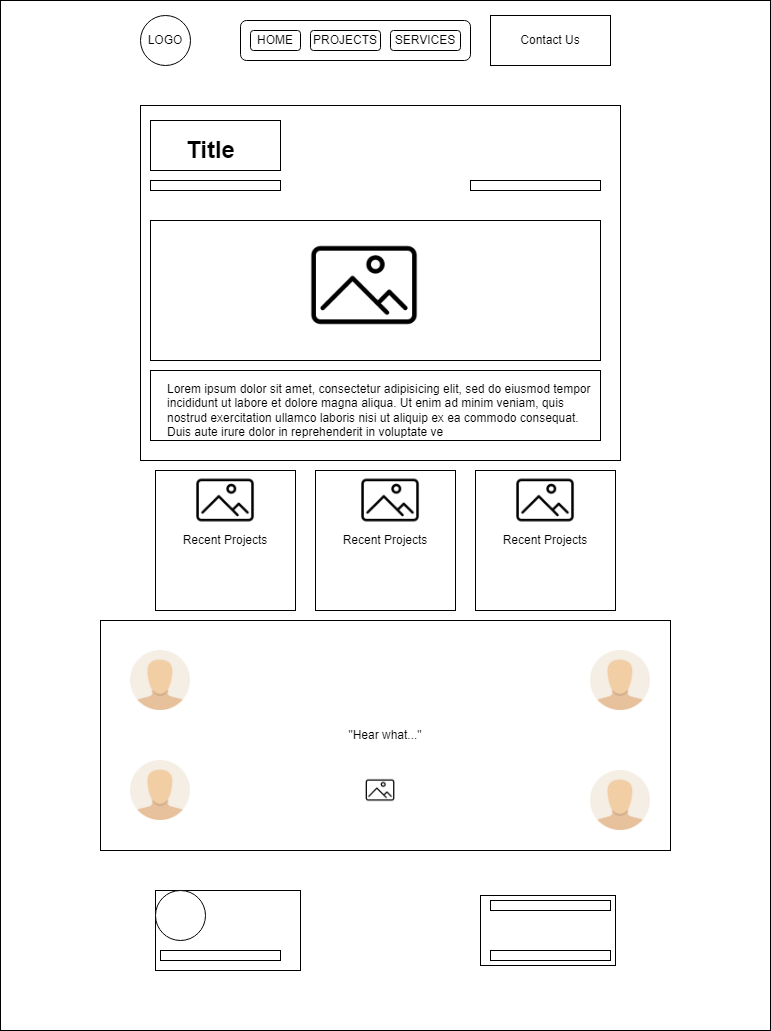 LOGO
HOME
PROJECTS
SERVICES
Contact Us
Title
Lorem ipsum dolor sit amet, consectetur adipisicing elit, sed do eiusmod tempor
incididunt ut labore et dolore magna aliqua. Ut enim ad minim veniam, quis
nostrud exercitation ullamco laboris nisi ut aliquip ex ea commodo consequat.
Duis aute irure dolor in reprehenderit in voluptate ve
Recent Projects
Recent Projects
Recent Projects
"Hear what..."